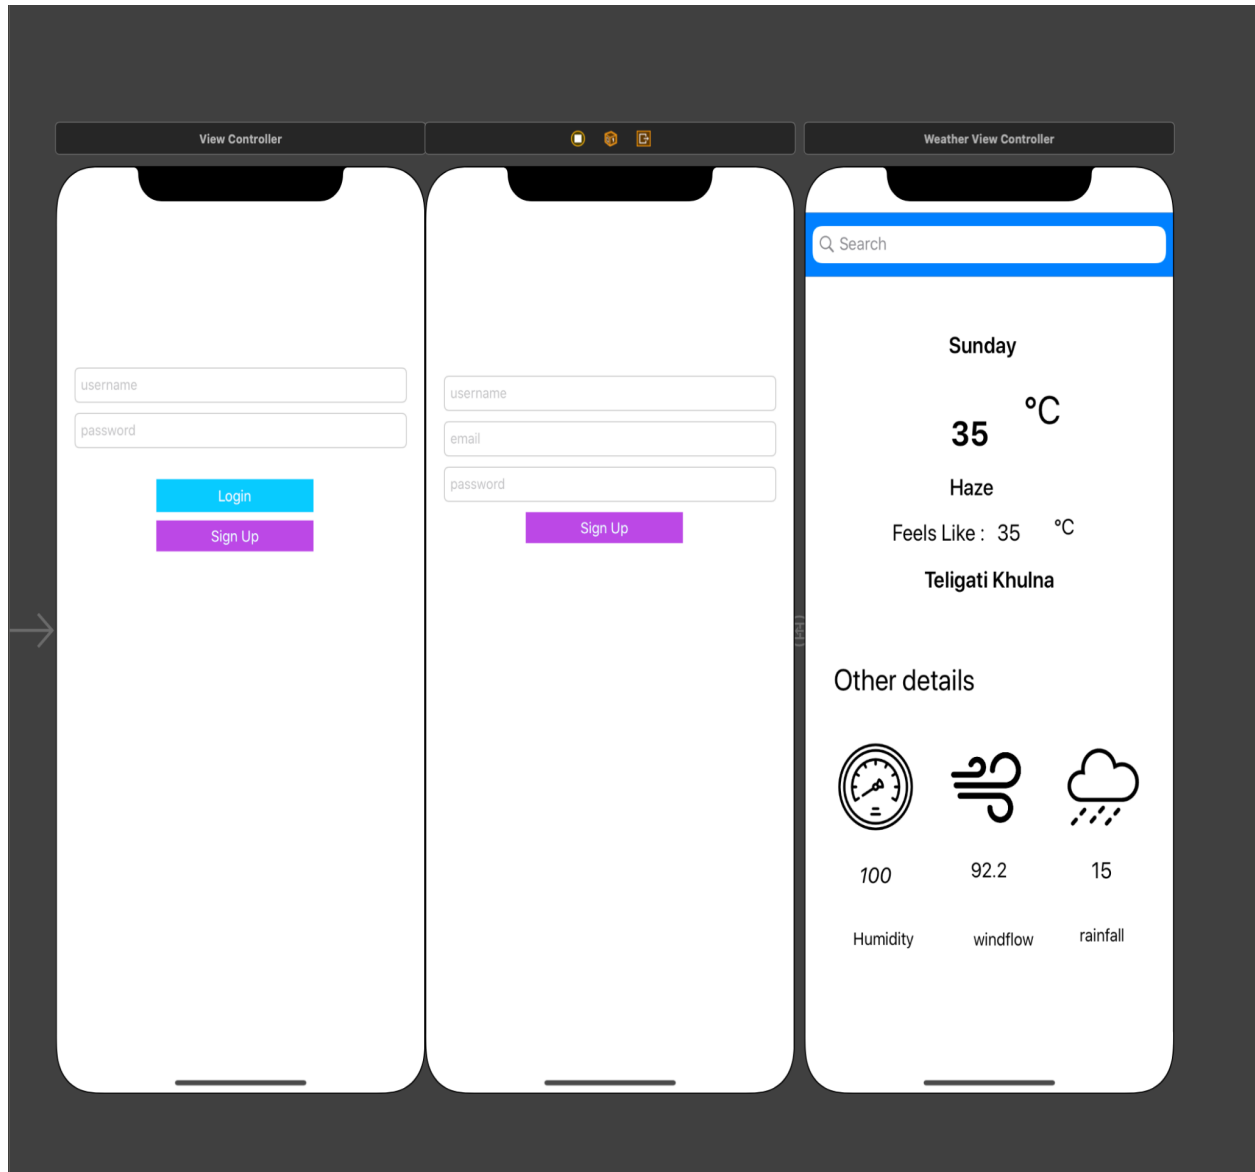 View Controller
username
password
Login
Sign Up
username
email
password
Sign Up
Weather View Controller
Search
Sunday
35 °C
Haze
Feels Like : 35 °C
Teligati Khulna
Other details
100 92.2 15
Humidity windflow rainfall